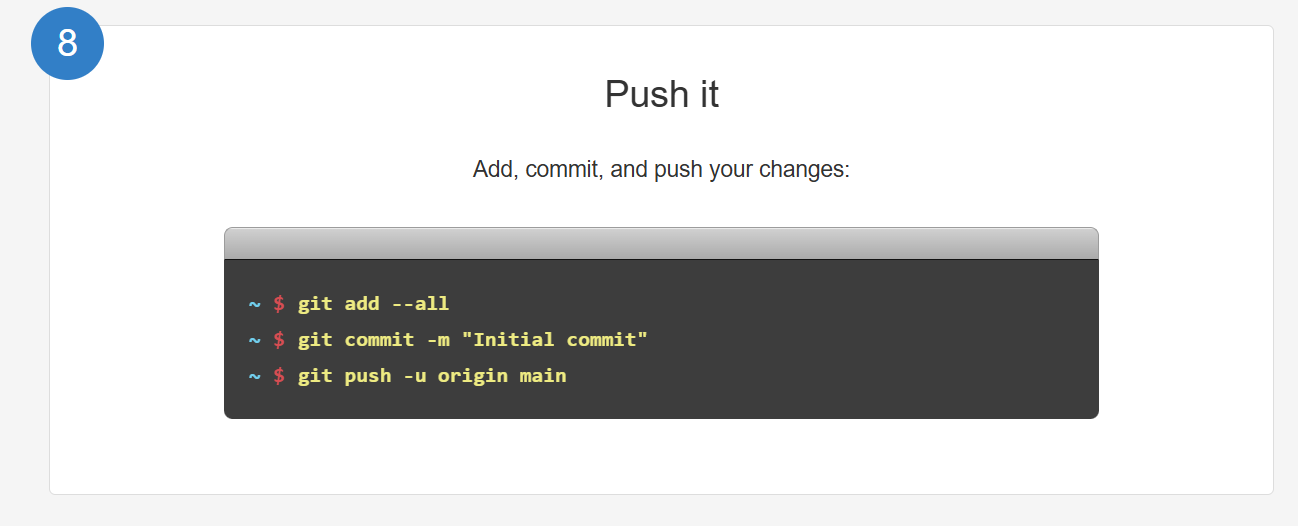 8
Push it
Add, commit, and push your changes:
~ $ git add --all
~ $ git commit -m "Initial commit"
~ $ git push -u origin main